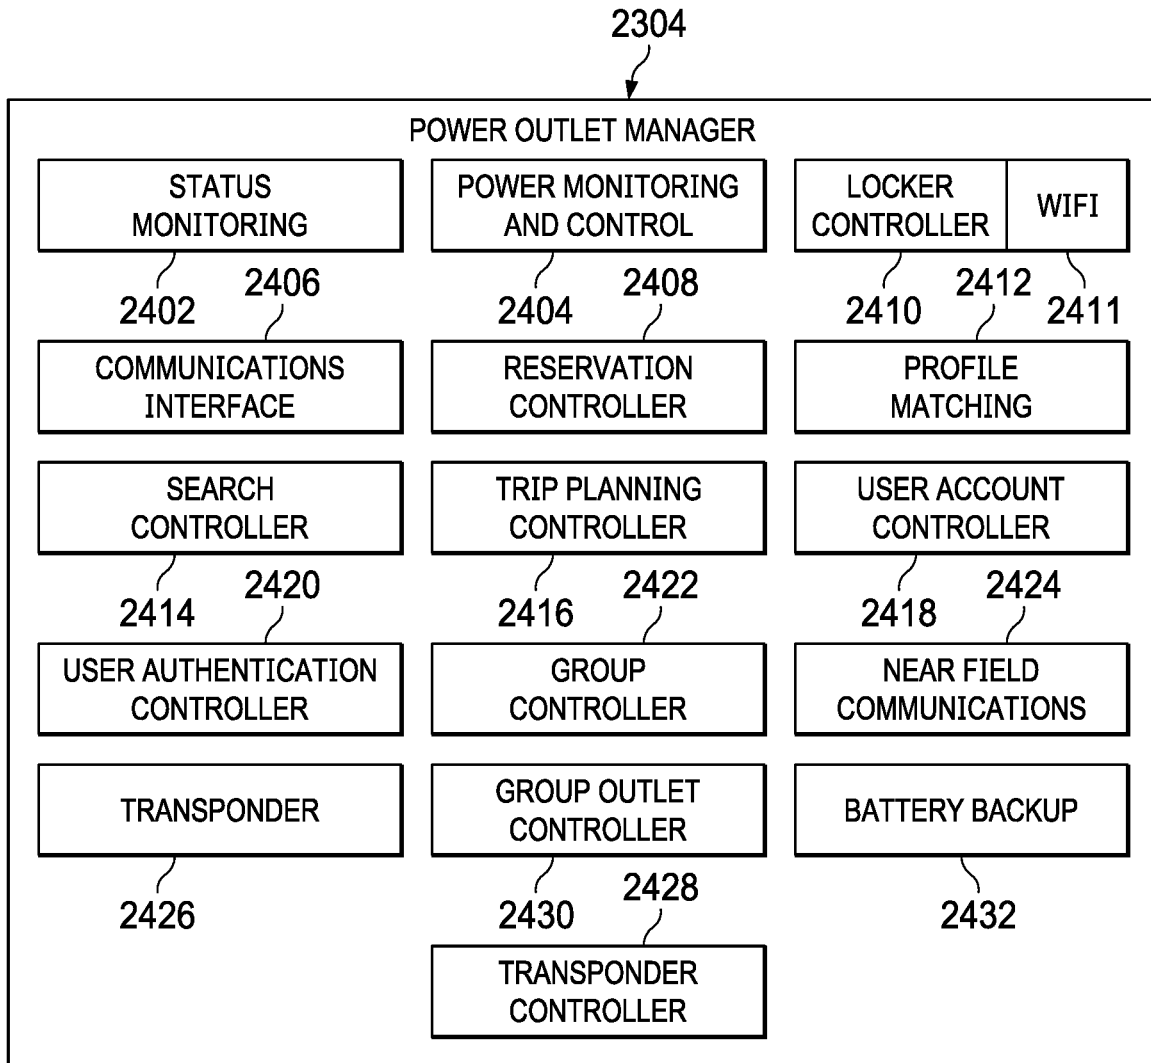 2304
POWER OUTLET MANAGER
STATUS
MONITORING
POWER MONITORING
AND CONTROL
LOCKER
CONTROLLER
WIFI
2402
2406
2404
2408
2410
2412
2411
COMMUNICATIONS
INTERFACE
RESERVATION
CONTROLLER
PROFILE
MATCHING
SEARCH
CONTROLLER
TRIP PLANNING
CONTROLLER
USER ACCOUNT
CONTROLLER
2414
2420
2416
2422
2418
2424
USER AUTHENTICATION
CONTROLLER
GROUP
CONTROLLER
NEAR FIELD
COMMUNICATIONS
TRANSPONDER
GROUP OUTLET
CONTROLLER
BATTERY BACKUP
2426
2430
2428
2432
TRANSPONDER
CONTROLLER